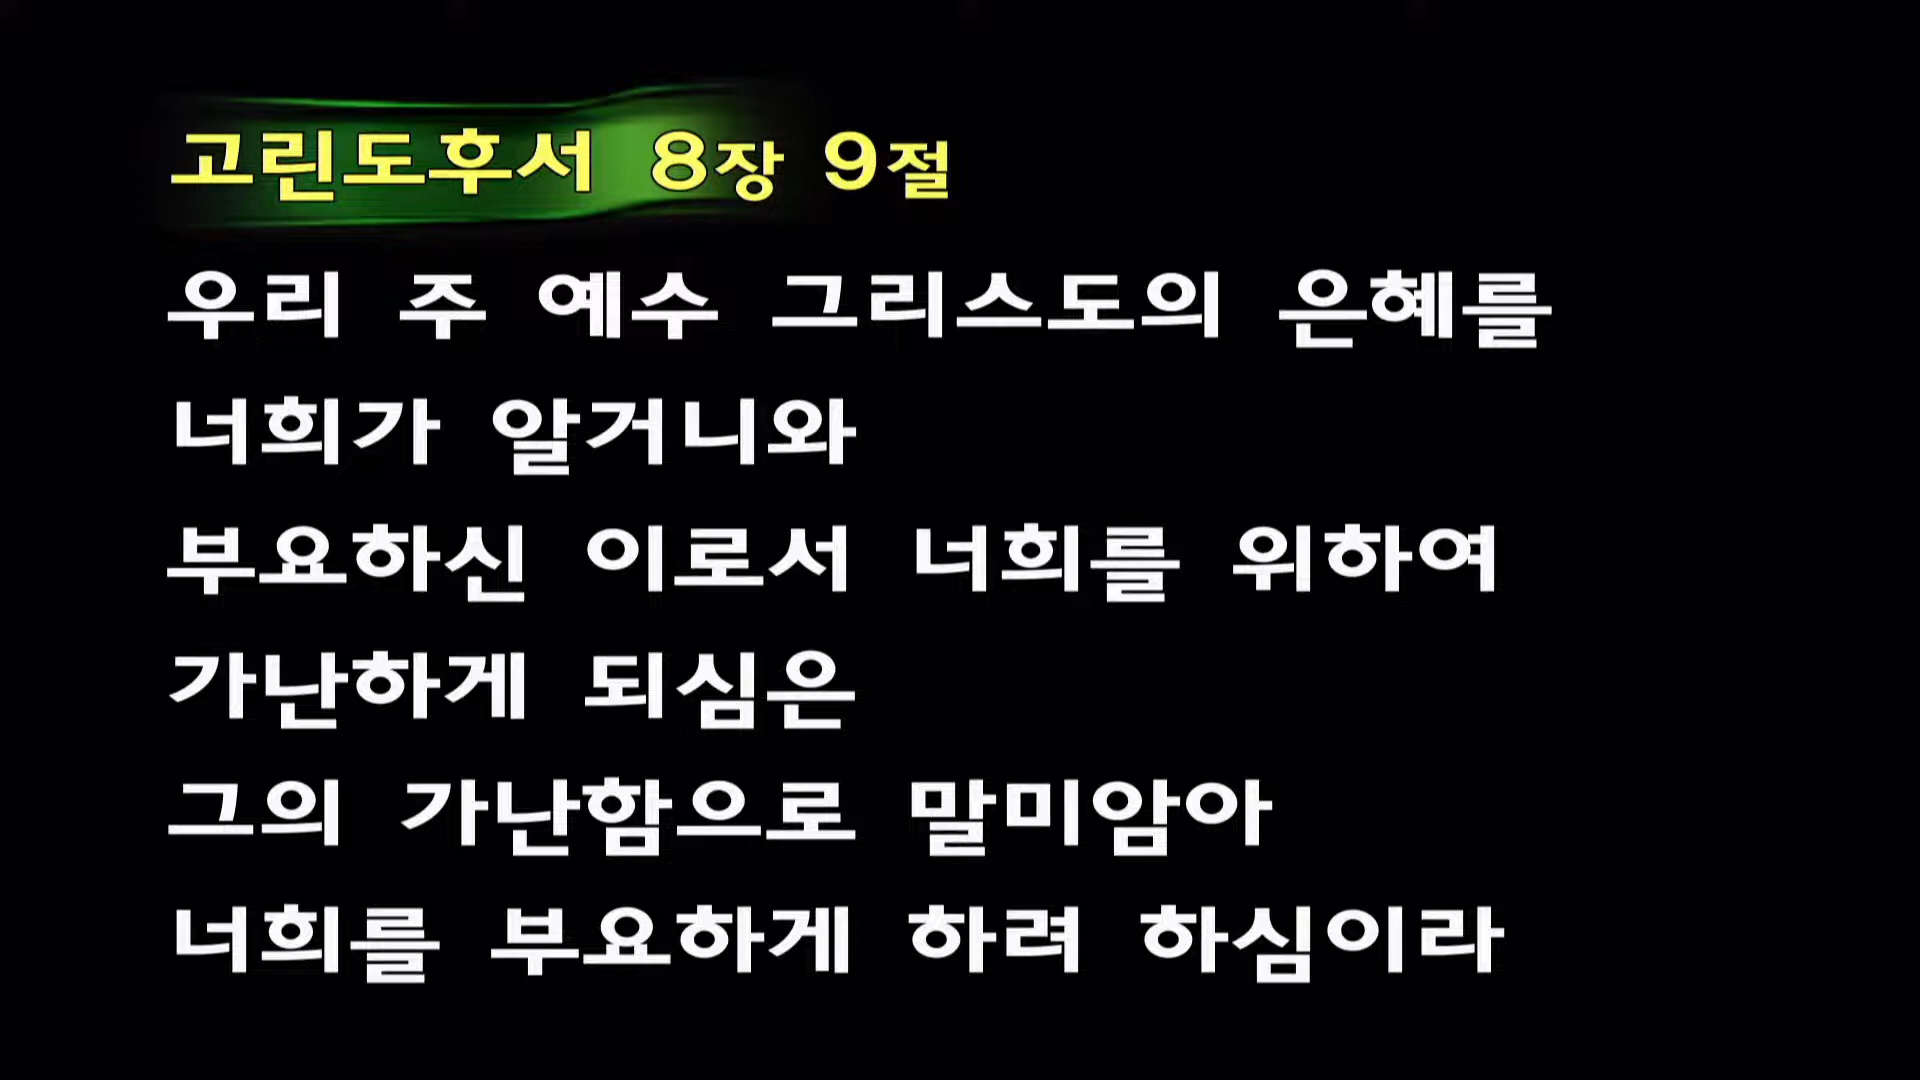 고린도후서 8장 9절
우리 주 예수 그리스도의 은혜를
너희가 알거니와
부요하신 이로서 너희를 위하여
가난하게 되심은
그의 가난함으로 말미암아
너희를 부요하게 하려 하심이라